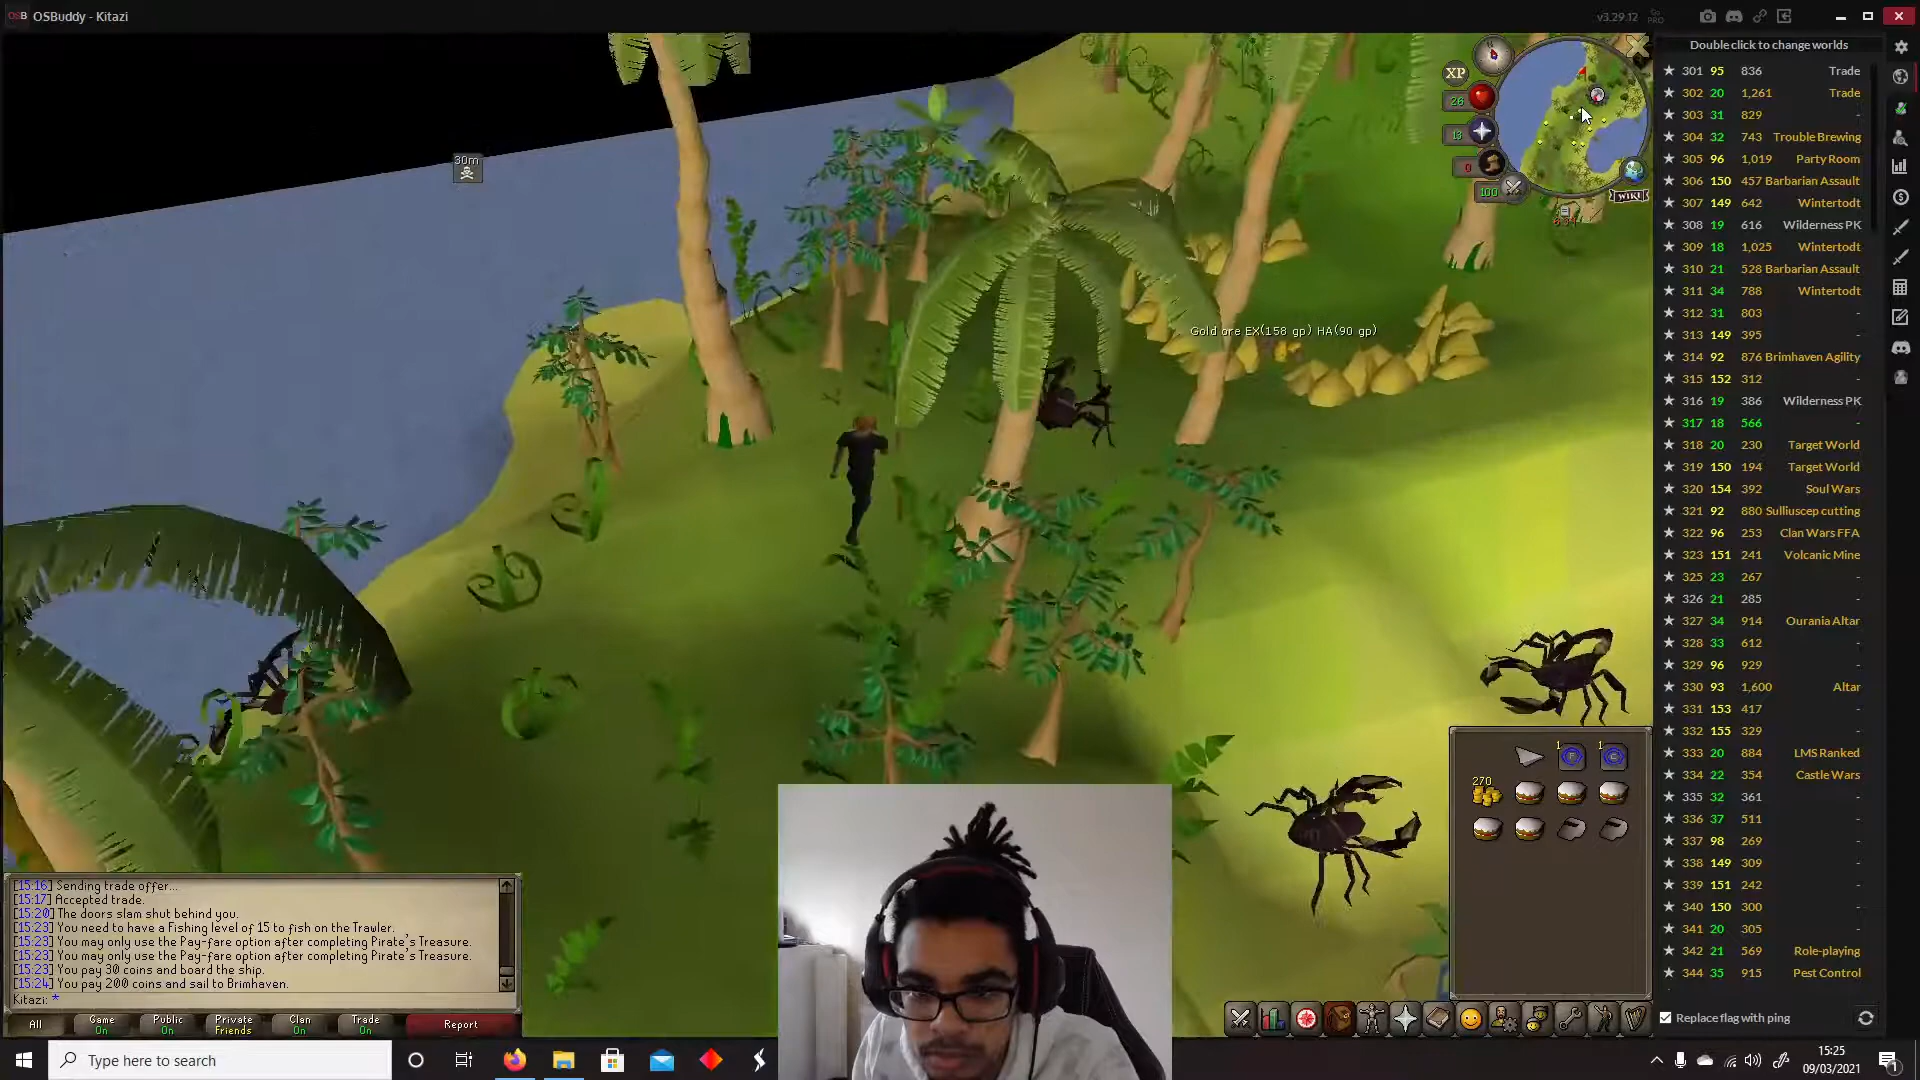 OSB OSBuddy - Kitazi
v3.29.12
Go
PRO
30m
XP
26
13
0
100
WIKI
Gold ore EX(158 gp) HA(90 gp)
270
1
1
[15:16] Sending trade offer...
[15:17] Accepted trade.
[15:20] The doors slam shut behind you.
[15:23] You need to have a Fishing level of 15 to fish on the Trawler.
[15:23] You may only use the Pay-fare option after completing Pirate's Treasure.
[15:23] You may only use the Pay-fare option after completing Pirate's Treasure.
[15:23] You pay 30 coins and board the ship.
[15:24] You pay 200 coins and sail to Brimhaven.
Kitazi: *
All
Game
On
Public
On
Private
Friends
Clan
On
Trade
On
Report
Double click to change worlds
301 95 836 Trade
302 20 1,261 Trade
303 31 829 -
304 32 743 Trouble Brewing
305 96 1,019 Party Room
306 150 457 Barbarian Assault
307 149 642 Wintertodt
308 19 616 Wilderness PK
309 18 1,025 Wintertodt
310 21 528 Barbarian Assault
311 34 788 Wintertodt
312 31 803 -
313 149 395 -
314 92 876 Brimhaven Agility
315 152 312 -
316 19 386 Wilderness PK
317 18 566 -
318 20 230 Target World
319 150 194 Target World
320 154 392 Soul Wars
321 92 880 Sulliuscep cutting
322 96 253 Clan Wars FFA
323 151 241 Volcanic Mine
325 23 267 -
326 21 285 -
327 34 914 Ourania Altar
328 33 612 -
329 96 929 -
330 93 1,600 Altar
331 153 417 -
332 155 329 -
333 20 884 LMS Ranked
334 22 354 Castle Wars
335 32 361 -
336 37 511 -
337 98 269 -
338 149 309 -
339 151 242 -
340 150 300 -
341 20 305 -
342 21 569 Role-playing
344 35 915 Pest Control
Replace flag with ping
Type here to search
15:25
09/03/2021
1